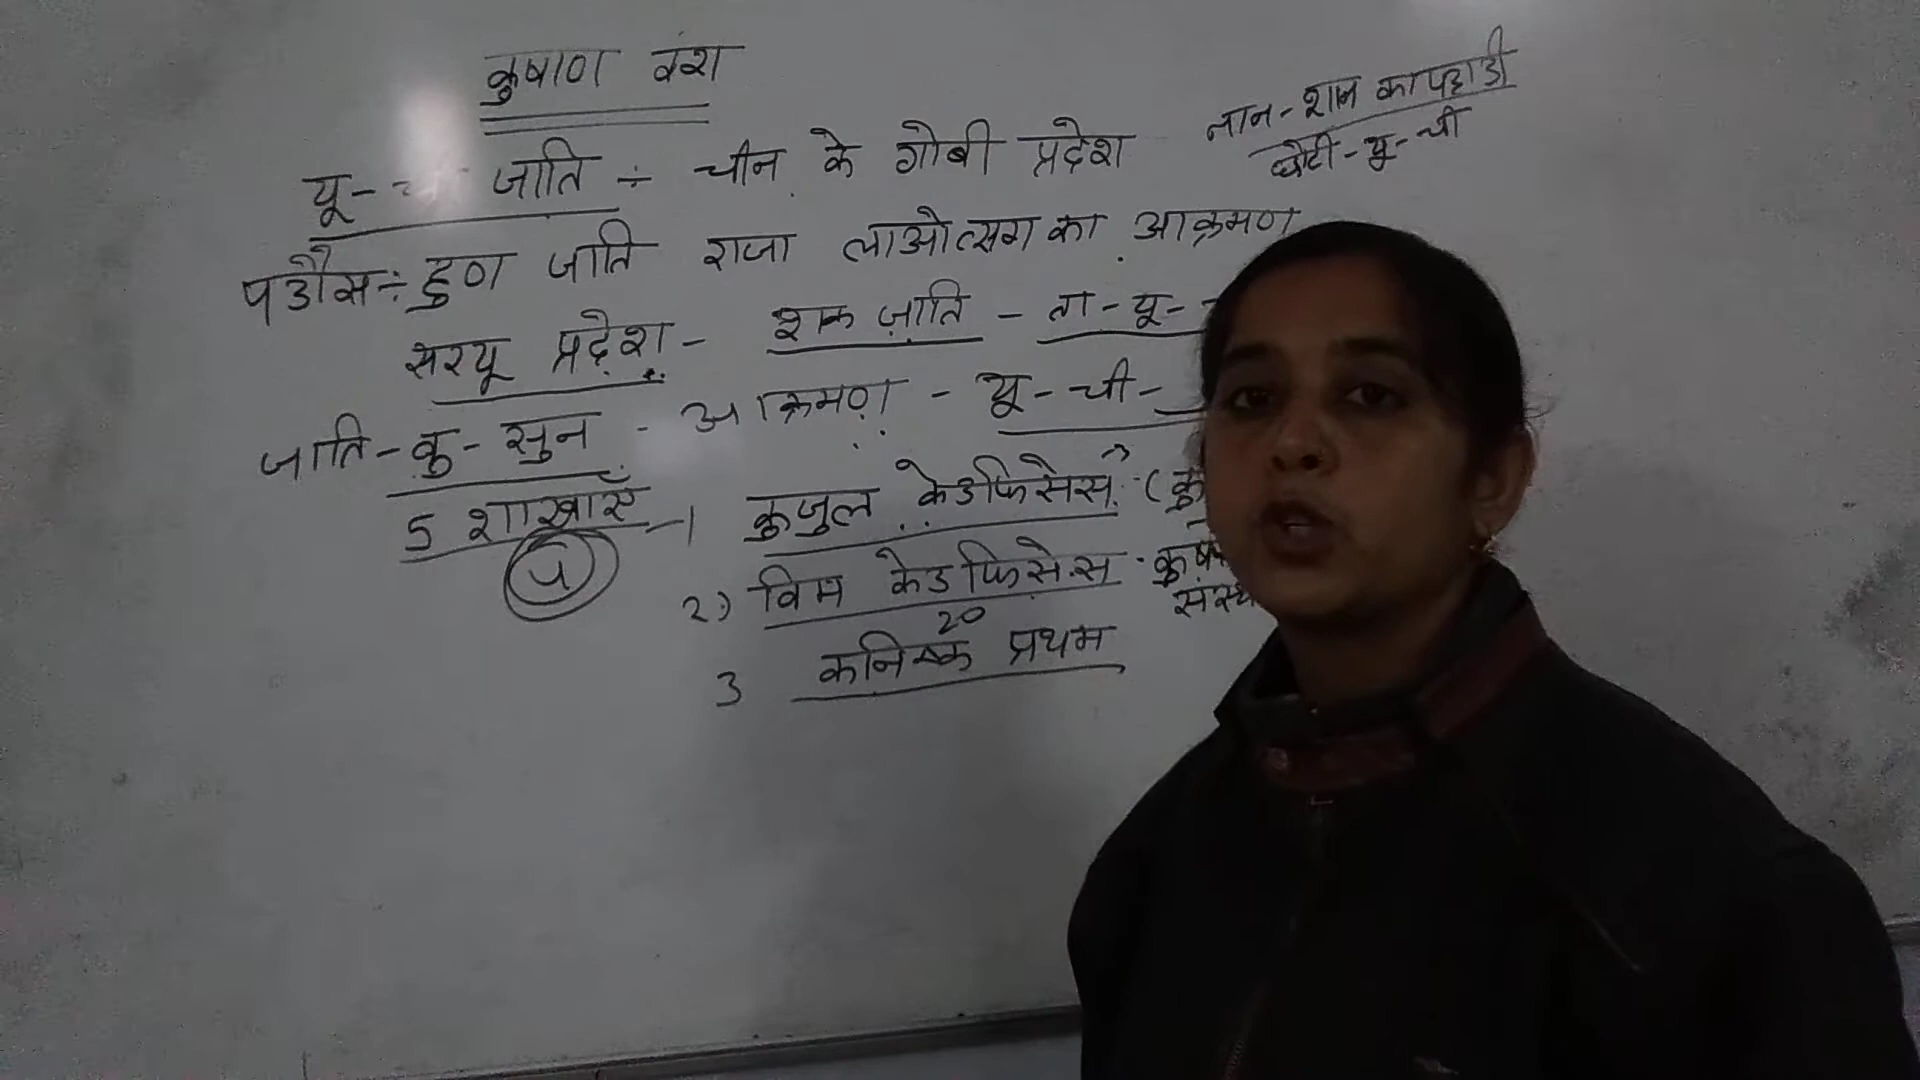 कुषाण वंश
नान-शान का पहाडी
छोटी-यू-ची
यू- जाति ÷ चीन के गोबी प्रदेश
पडौस ÷ हुण जाति राजा लाओत्संग का आक्रमण
सरयू प्रदेश - शक जाति - ता-यू-
जाति-कु-सुन - आक्रमण - यू-ची-
5 शाखाएँ - 1 कुजुल केडफिसेस (कु
2) विम केडफिसेस
20
3 कनिष्क प्रथम